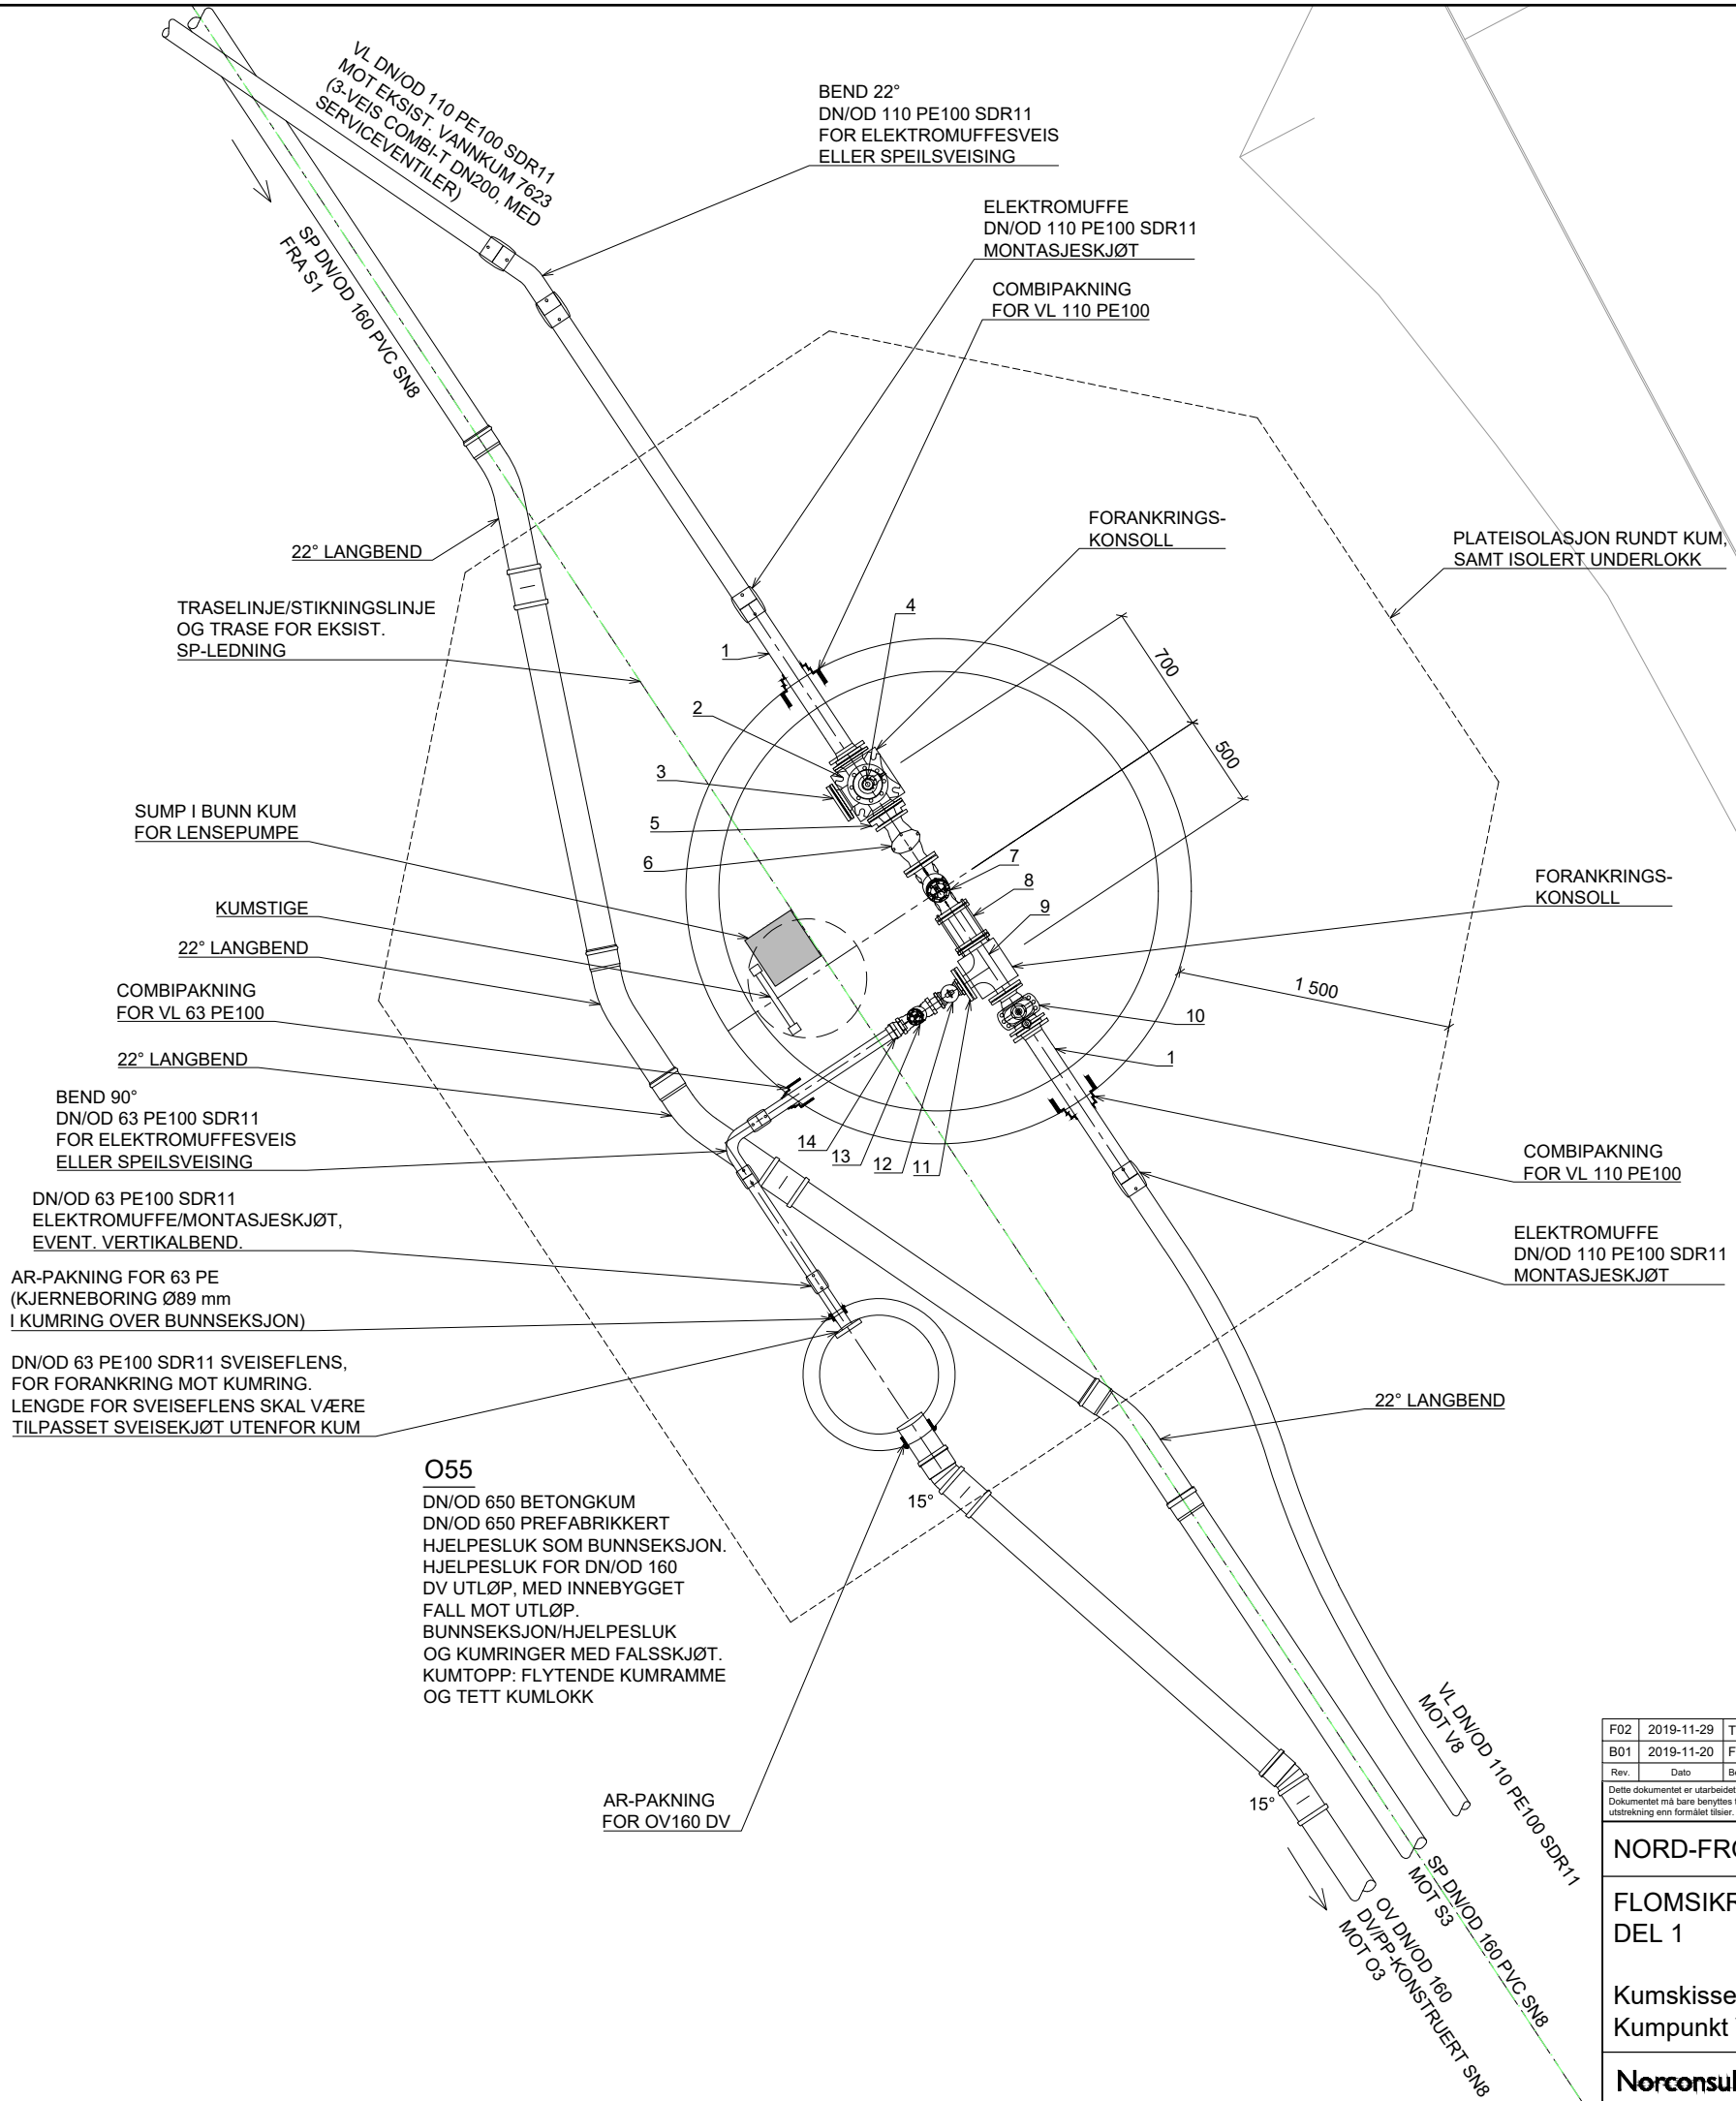 VL DN/OD 110 PE100 SDR11
MOT EKSIST. VANNKUM 7623
(3-VEIS COMBI-T DN200, MED
SERVICEVENTILER)
BEND 22°
DN/OD 110 PE100 SDR11
FOR ELEKTROMUFFESVEIS
ELLER SPEILSVEISING
ELEKTROMUFFE
DN/OD 110 PE100 SDR11
MONTASJESKJØT
COMBIPAKNING
FOR VL 110 PE100
SP DN/OD 160 PVC SN8
FRA S1
FORANKRINGS-
KONSOLL
PLATEISOLASJON RUNDT KUM,
SAMT ISOLERT UNDERLOKK
22° LANGBEND
TRASELINJE/STIKNINGSLINJE
OG TRASE FOR EKSIST.
SP-LEDNING
4
1
700
2
500
3
SUMP I BUNN KUM
FOR LENSEPUMPE
5
6
7
8
9
FORANKRINGS-
KONSOLL
KUMSTIGE
22° LANGBEND
COMBIPAKNING
FOR VL 63 PE100
1 500
10
1
22° LANGBEND
BEND 90°
DN/OD 63 PE100 SDR11
FOR ELEKTROMUFFESVEIS
ELLER SPEILSVEISING
14
13
12
11
COMBIPAKNING
FOR VL 110 PE100
DN/OD 63 PE100 SDR11
ELEKTROMUFFE/MONTASJESKJØT,
EVENT. VERTIKALBEND.
ELEKTROMUFFE
DN/OD 110 PE100 SDR11
MONTASJESKJØT
AR-PAKNING FOR 63 PE
(KJERNEBORING Ø89 mm
I KUMRING OVER BUNNSEKSJON)
DN/OD 63 PE100 SDR11 SVEISEFLENS,
FOR FORANKRING MOT KUMRING.
LENGDE FOR SVEISEFLENS SKAL VÆRE
TILPASSET SVEISEKJØT UTENFOR KUM
22° LANGBEND
O55
DN/OD 650 BETONGKUM
DN/OD 650 PREFABRIKKERT
HJELPESLUK SOM BUNNSEKSJON.
HJELPESLUK FOR DN/OD 160
DV UTLØP, MED INNEBYGGET
FALL MOT UTLØP.
BUNNSEKSJON/HJELPESLUK
OG KUMRINGER MED FALSSKJØT.
KUMTOPP: FLYTENDE KUMRAMME
OG TETT KUMLOKK
15°
AR-PAKNING
FOR OV160 DV
15°
VL DN/OD 110 PE100 SDR11
MOT V8
SP DN/OD 160 PVC SN8
MOT S3
OV DN/OD 160
DV/PP-KONSTRUERT SN8
MOT O3
F02 2019-11-29 T
B01 2019-11-20 F
Rev. Dato
Dette dokumentet er utarbeidet
Dokumentet må bare benyttes
utstrekning enn formålet tilsier.
NORD-FRO
FLOMSIKR
DEL 1
Kumskisse
Kumpunkt
Norconsul